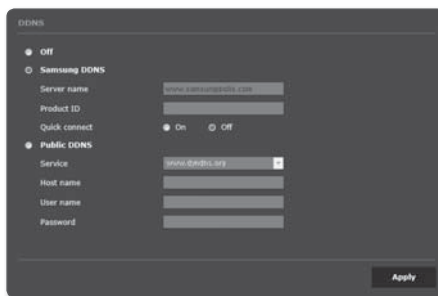 DDNS
Off
Samsung DDNS
Server name www.samsungipolis.com
Product ID
Quick connect On Off
Public DDNS
Service www.dyndns.org
Host name
User name
Password
Apply